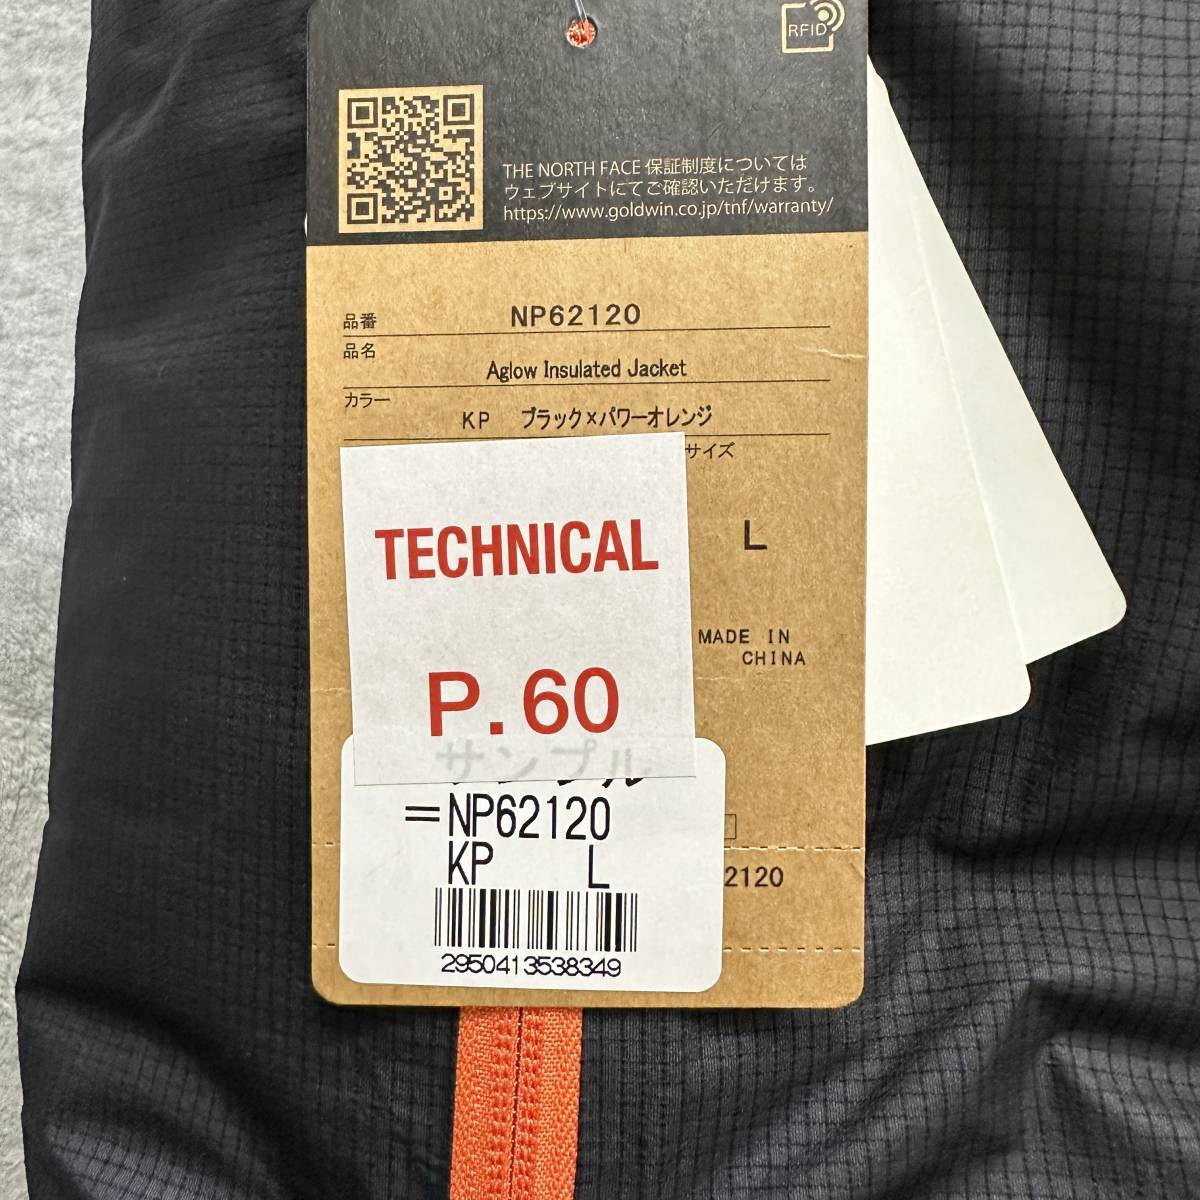 RFID
THE NORTH FACE 保証制度については
ウェブサイトにてご確認いただけます。
https://www.goldwin.co.jp/tnf/warranty/
品番 NP62120
品名
Aglow Insulated Jacket
カラー
KP ブラック×パワーオレンジ
サイズ
TECHNICAL
L
MADE IN
CHINA
P.60
サンプル
=NP62120
KP L
2120
2950413538349